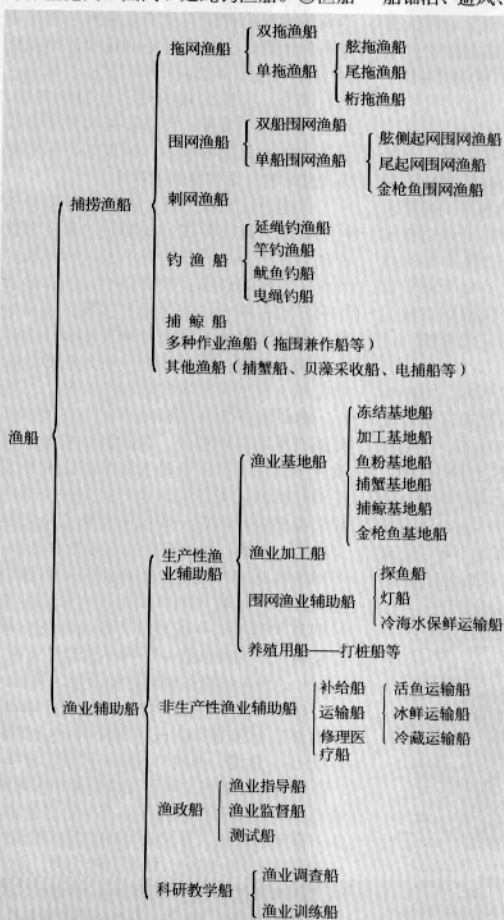 双拖渔船
拖网渔船
单拖渔船
舷拖渔船
尾拖渔船
桁拖渔船
双船围网渔船
围网渔船
单船围网渔船
舷侧起网围网渔船
尾起网围网渔船
金枪鱼围网渔船
捕捞渔船
刺网渔船
延绳钓渔船
钓渔船
竿钓渔船
鱿鱼钓船
曳绳钓船
捕鲸船
多种作业渔船（拖围兼作船等）
其他渔船（捕蟹船、贝藻采收船、电捕船等）
渔船
冻结基地船
加工基地船
渔业基地船
鱼粉基地船
捕蟹基地船
捕鲸基地船
金枪鱼基地船
生产性渔
业辅助船
渔业加工船
探鱼船
围网渔业辅助船
灯船
冷海水保鲜运输船
养殖用船——打桩船等
渔业辅助船
非生产性渔业辅助船
补给船
运输船
修理医
疗船
活鱼运输船
冰鲜运输船
冷藏运输船
渔业指导船
渔政船
渔业监督船
测试船
渔业调查船
科研教学船
渔业训练船